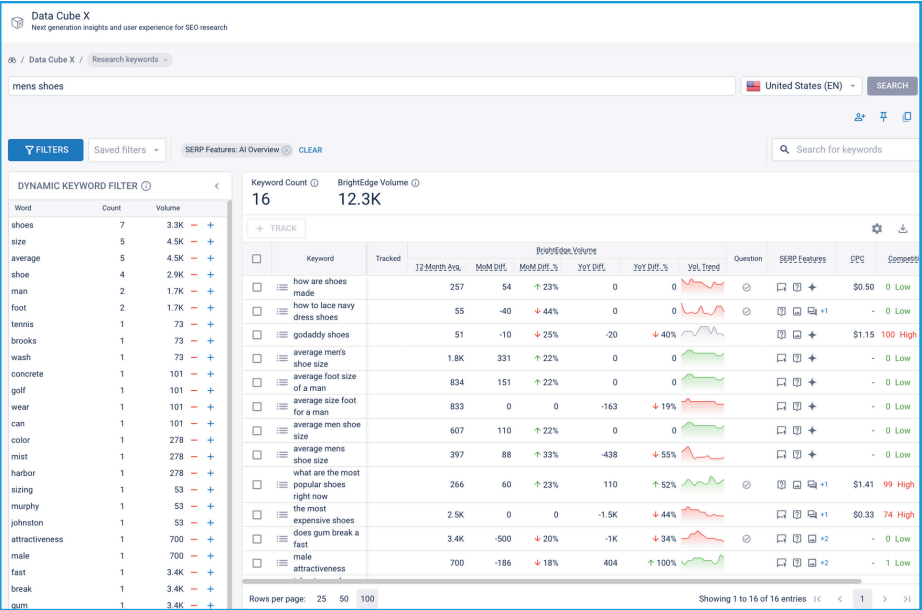 Data Cube X
Next generation insights and user experience for SEO research
/ Data Cube X / Research keywords
mens shoes
United States (EN)
SEARCH
FILTERS
Saved filters
SERP Features: AI Overview
CLEAR
Search for keywords
DYNAMIC KEYWORD FILTER
Word Count Volume
shoes 7 3.3K − +
size 5 4.5K − +
average 5 4.5K − +
shoe 4 2.9K − +
man 2 1.7K − +
foot 2 1.7K − +
tennis 1 73 − +
brooks 1 73 − +
wash 1 73 − +
concrete 1 101 − +
golf 1 101 − +
wear 1 101 − +
can 1 101 − +
color 1 278 − +
mist 1 278 − +
harbor 1 278 − +
sizing 1 53 − +
murphy 1 53 − +
johnston 1 53 − +
attractiveness 1 700 − +
male 1 700 − +
fast 1 3.4K − +
break 1 3.4K − +
gum 1 3.4K − +
Keyword Count BrightEdge Volume
16 12.3K
+ TRACK
BrightEdge Volume
Keyword Tracked 12-Month Avg. MoM Diff. MoM Diff. % YoY Diff. YoY Diff. % Vol. Trend Question SERP Features CPC Competiti
how are shoes
made 257 54 ↑ 23% 0 0 $0.50 0 Low
how to lace navy
dress shoes 55 -40 ↓ 44% 0 0 +1 - 0 Low
godaddy shoes 51 -10 ↓ 25% -20 ↓ 40% $1.15 100 High
average men's
shoe size 1.8K 331 ↑ 22% 0 0 - 0 Low
average foot size
of a man 834 151 ↑ 22% 0 0 - 0 Low
average size foot
for a man 833 0 0 -163 ↓ 19% - 0 Low
average men shoe
size 607 110 ↑ 22% 0 0 - 0 Low
average mens
shoe size 397 88 ↑ 33% -438 ↓ 55% - 0 Low
what are the most
popular shoes
right now 266 60 ↑ 23% 110 ↑ 52% +1 $1.41 99 High
the most
expensive shoes 2.5K 0 0 -1.5K ↓ 44% +1 $0.33 74 High
does gum break a
fast 3.4K -500 ↓ 20% -1K ↓ 34% +2 - 0 Low
male
attractiveness 700 -186 ↓ 18% 404 ↑ 100% +2 - 1 Low
Rows per page: 25 50 100
Showing 1 to 16 of 16 entries |< < 1 > >|